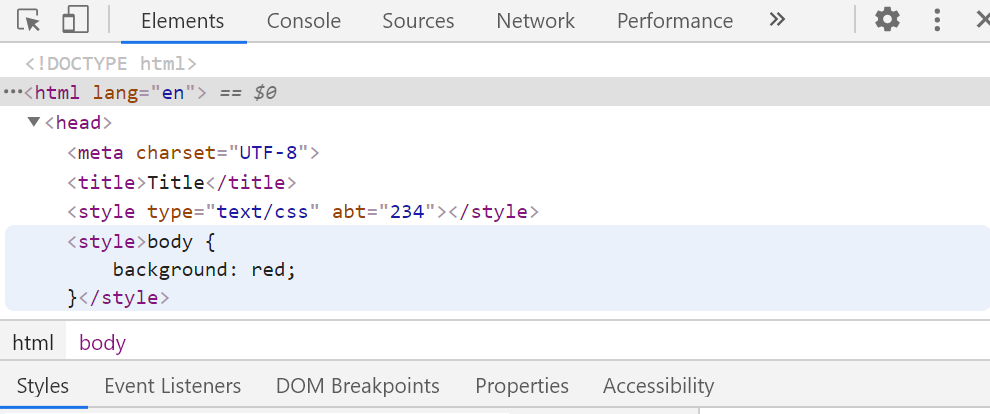 Elements Console Sources Network Performance »
<!DOCTYPE html>
···<html lang="en"> == $0
▼<head>
<meta charset="UTF-8">
<title>Title</title>
<style type="text/css" abt="234"></style>
<style>body {
background: red;
}</style>
html body
Styles Event Listeners DOM Breakpoints Properties Accessibility